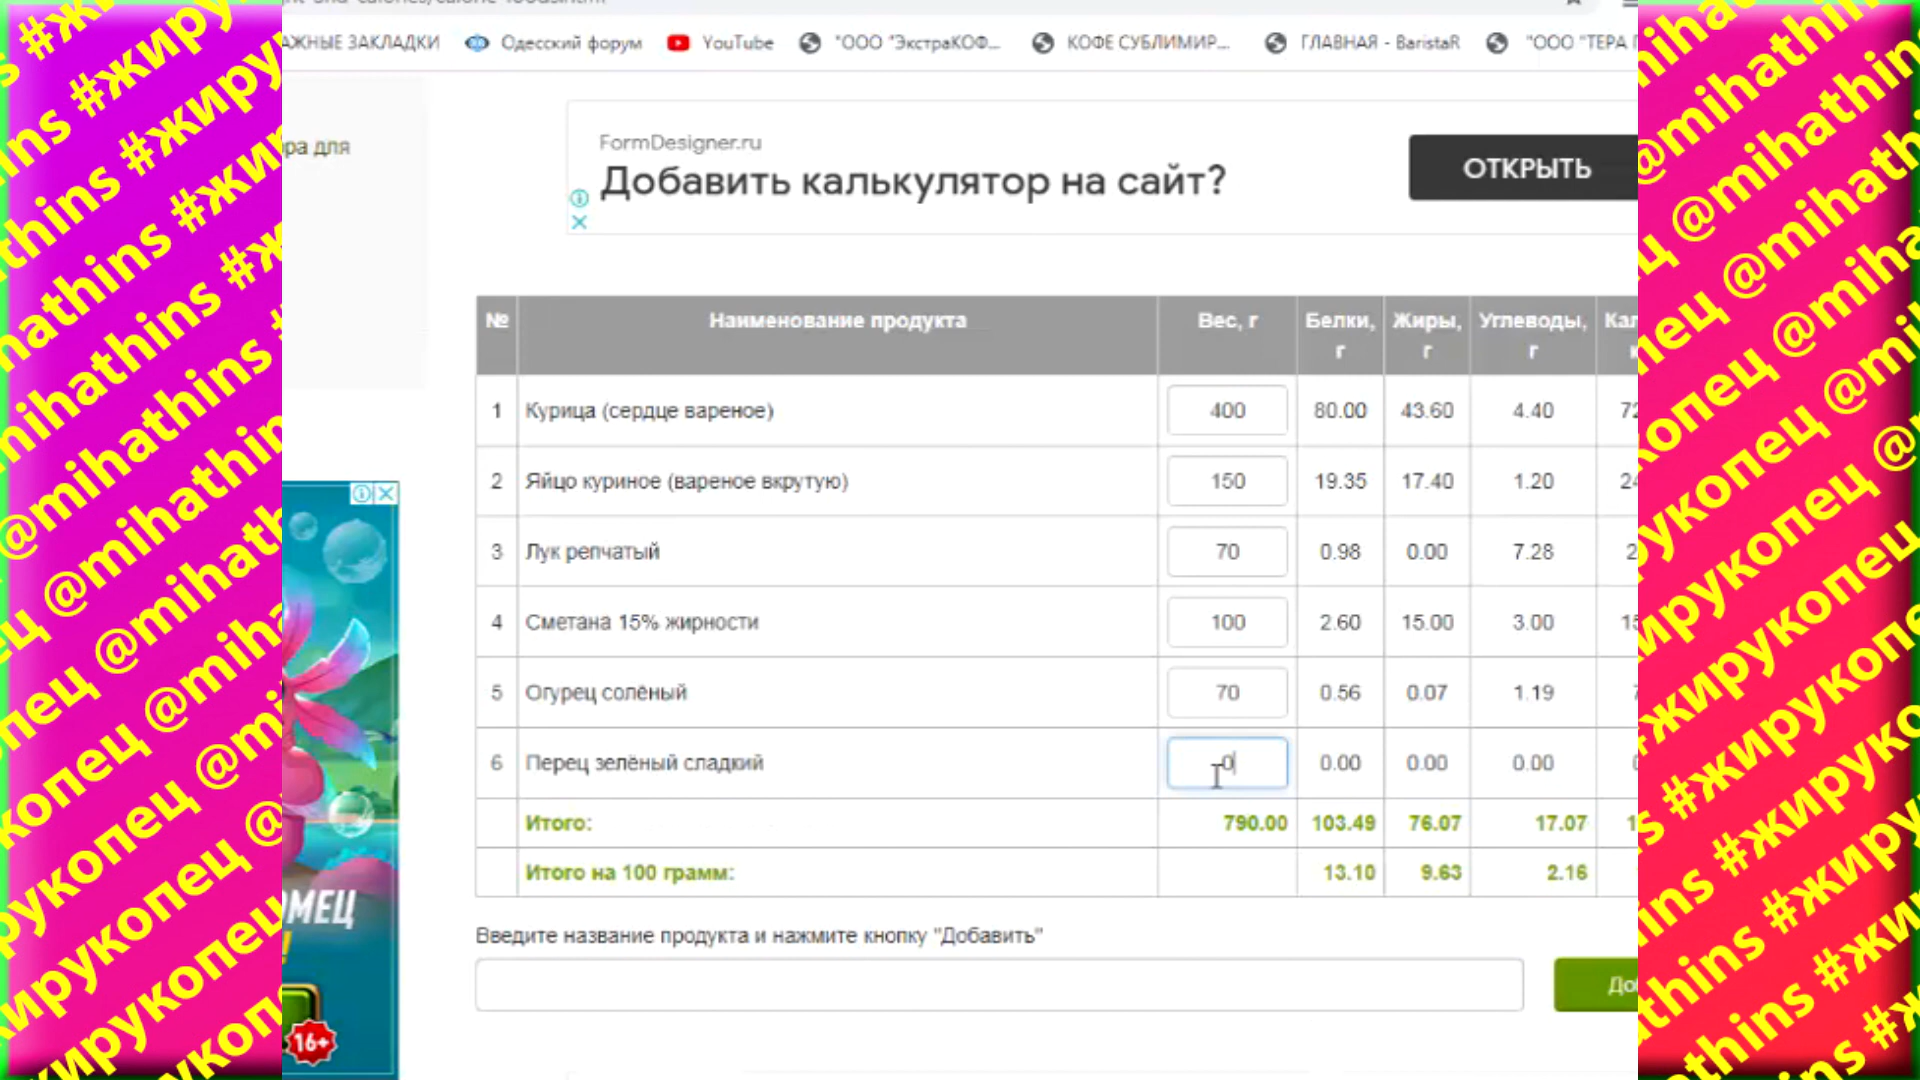 АЖНЫЕ ЗАКЛАДКИ Одесский форум YouTube "ООО "ЭкстраКОФ... КОФЕ СУБЛИМИР... ГЛАВНАЯ - BaristaR "ООО "ТЕРА
ра для
FormDesigner.ru
Добавить калькулятор на сайт?
ОТКРЫТЬ
№ Наименование продукта Вес, г Белки, г Жиры, г Углеводы, г
1 Курица (сердце вареное) 400 80.00 43.60 4.40
2 Яйцо куриное (вареное вкрутую) 150 19.35 17.40 1.20
3 Лук репчатый 70 0.98 0.00 7.28
4 Сметана 15% жирности 100 2.60 15.00 3.00
5 Огурец солёный 70 0.56 0.07 1.19
6 Перец зелёный сладкий 0 0.00 0.00 0.00
Итого: 790.00 103.49 76.07 17.07
Итого на 100 грамм: 13.10 9.63 2.16
Введите название продукта и нажмите кнопку "Добавить"
До
МЕЦ
16+
#жирукопец @mihathins